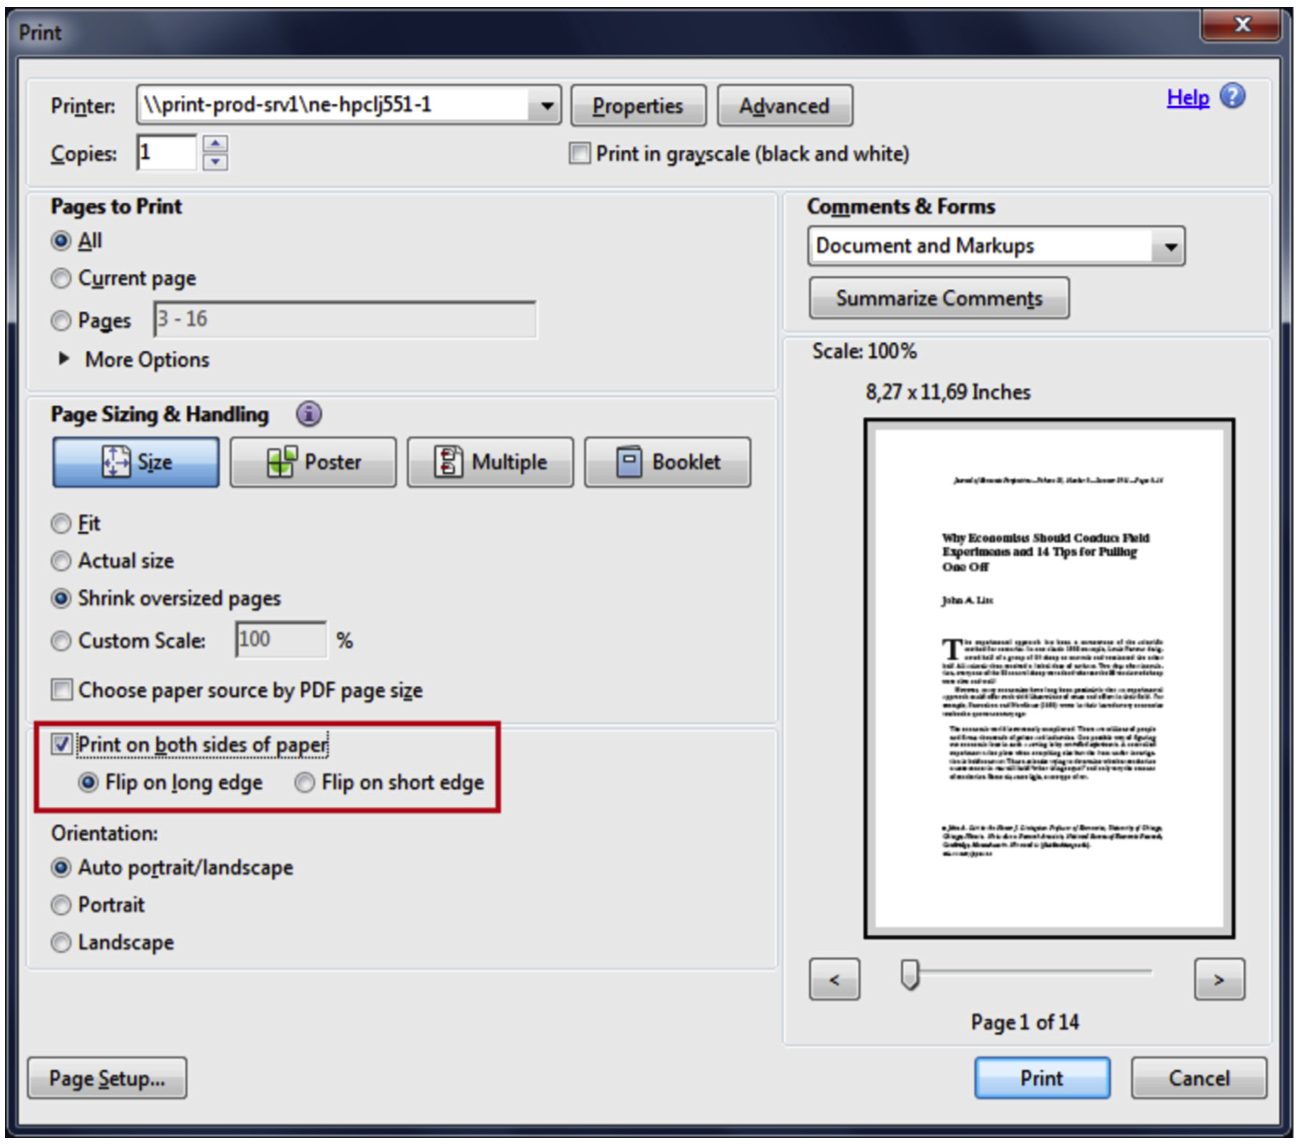 Print
X
Printer: \\print-prod-srv1\ne-hpclj551-1 Properties Advanced Help ?
Copies: 1 Print in grayscale (black and white)
Pages to Print
All
Current page
Pages 3 - 16
More Options
Comments & Forms
Document and Markups
Summarize Comments
Page Sizing & Handling i
Size Poster Multiple Booklet
Fit
Actual size
Shrink oversized pages
Custom Scale: 100 %
Choose paper source by PDF page size
Print on both sides of paper
Flip on long edge Flip on short edge
Orientation:
Auto portrait/landscape
Portrait
Landscape
Scale: 100%
8,27 x 11,69 Inches
Why Economists Should Conduct Field
Experiments and 14 Tips for Pulling
One Off
John A. List
< >
Page 1 of 14
Page Setup... Print Cancel